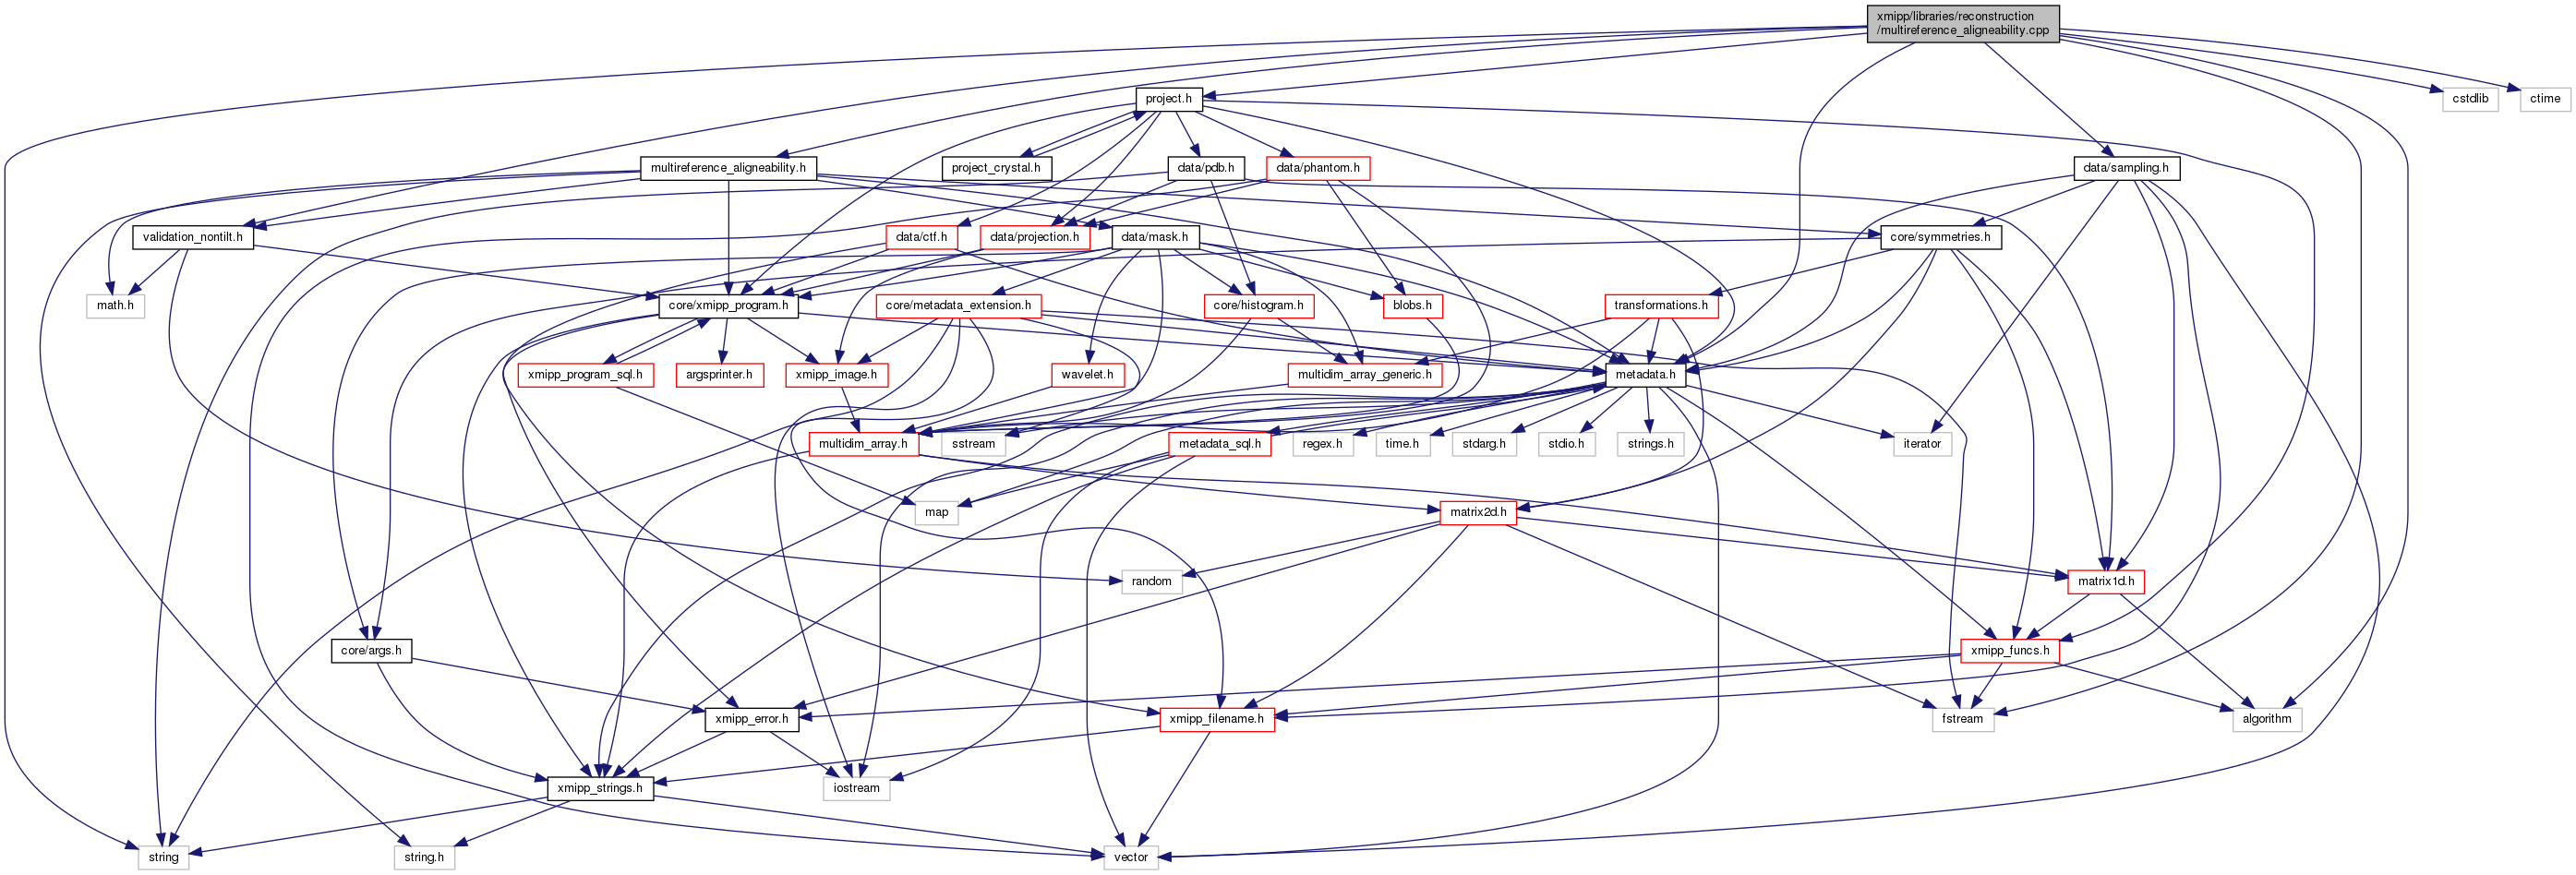 xmipp/libraries/reconstruction
/multireference_aligneability.cpp
project.h
cstdlib
ctime
multireference_aligneability.h
project_crystal.h
data/pdb.h
data/phantom.h
data/sampling.h
validation_nontilt.h
data/ctf.h
data/projection.h
data/mask.h
core/symmetries.h
math.h
core/xmipp_program.h
core/metadata_extension.h
core/histogram.h
blobs.h
transformations.h
xmipp_program_sql.h
argsprinter.h
xmipp_image.h
wavelet.h
multidim_array_generic.h
metadata.h
multidim_array.h
sstream
metadata_sql.h
regex.h
time.h
stdarg.h
stdio.h
strings.h
iterator
map
matrix2d.h
random
matrix1d.h
core/args.h
xmipp_funcs.h
xmipp_error.h
xmipp_filename.h
fstream
algorithm
xmipp_strings.h
iostream
string
string.h
vector